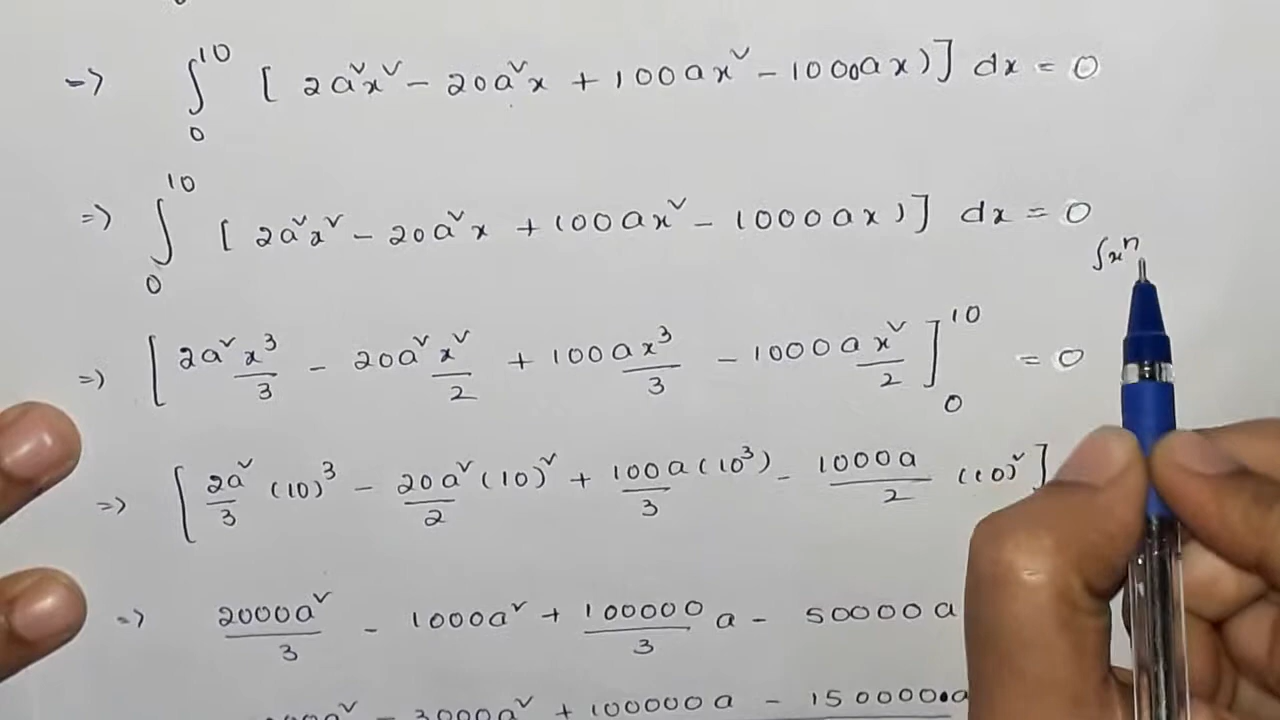 => ∫₀¹⁰ [ 2a²x² - 20a²x + 100ax² - 1000ax) ] dx = 0
=> ∫₀¹⁰ [ 2a²x² - 20a²x + 100ax² - 1000ax) ] dx = 0
∫xⁿ
=> [ 2a² x³/3 - 20a² x²/2 + 100a x³/3 - 1000a x²/2 ]₀¹⁰ = 0
=> [ 2a²/3 (10)³ - 20a²/2 (10)² + 100a/3 (10³) - 1000a/2 (10)² ]
=> 2000a²/3 - 1000a² + 100000/3 a - 50000a
- 3000a² + 100000a - 150000a